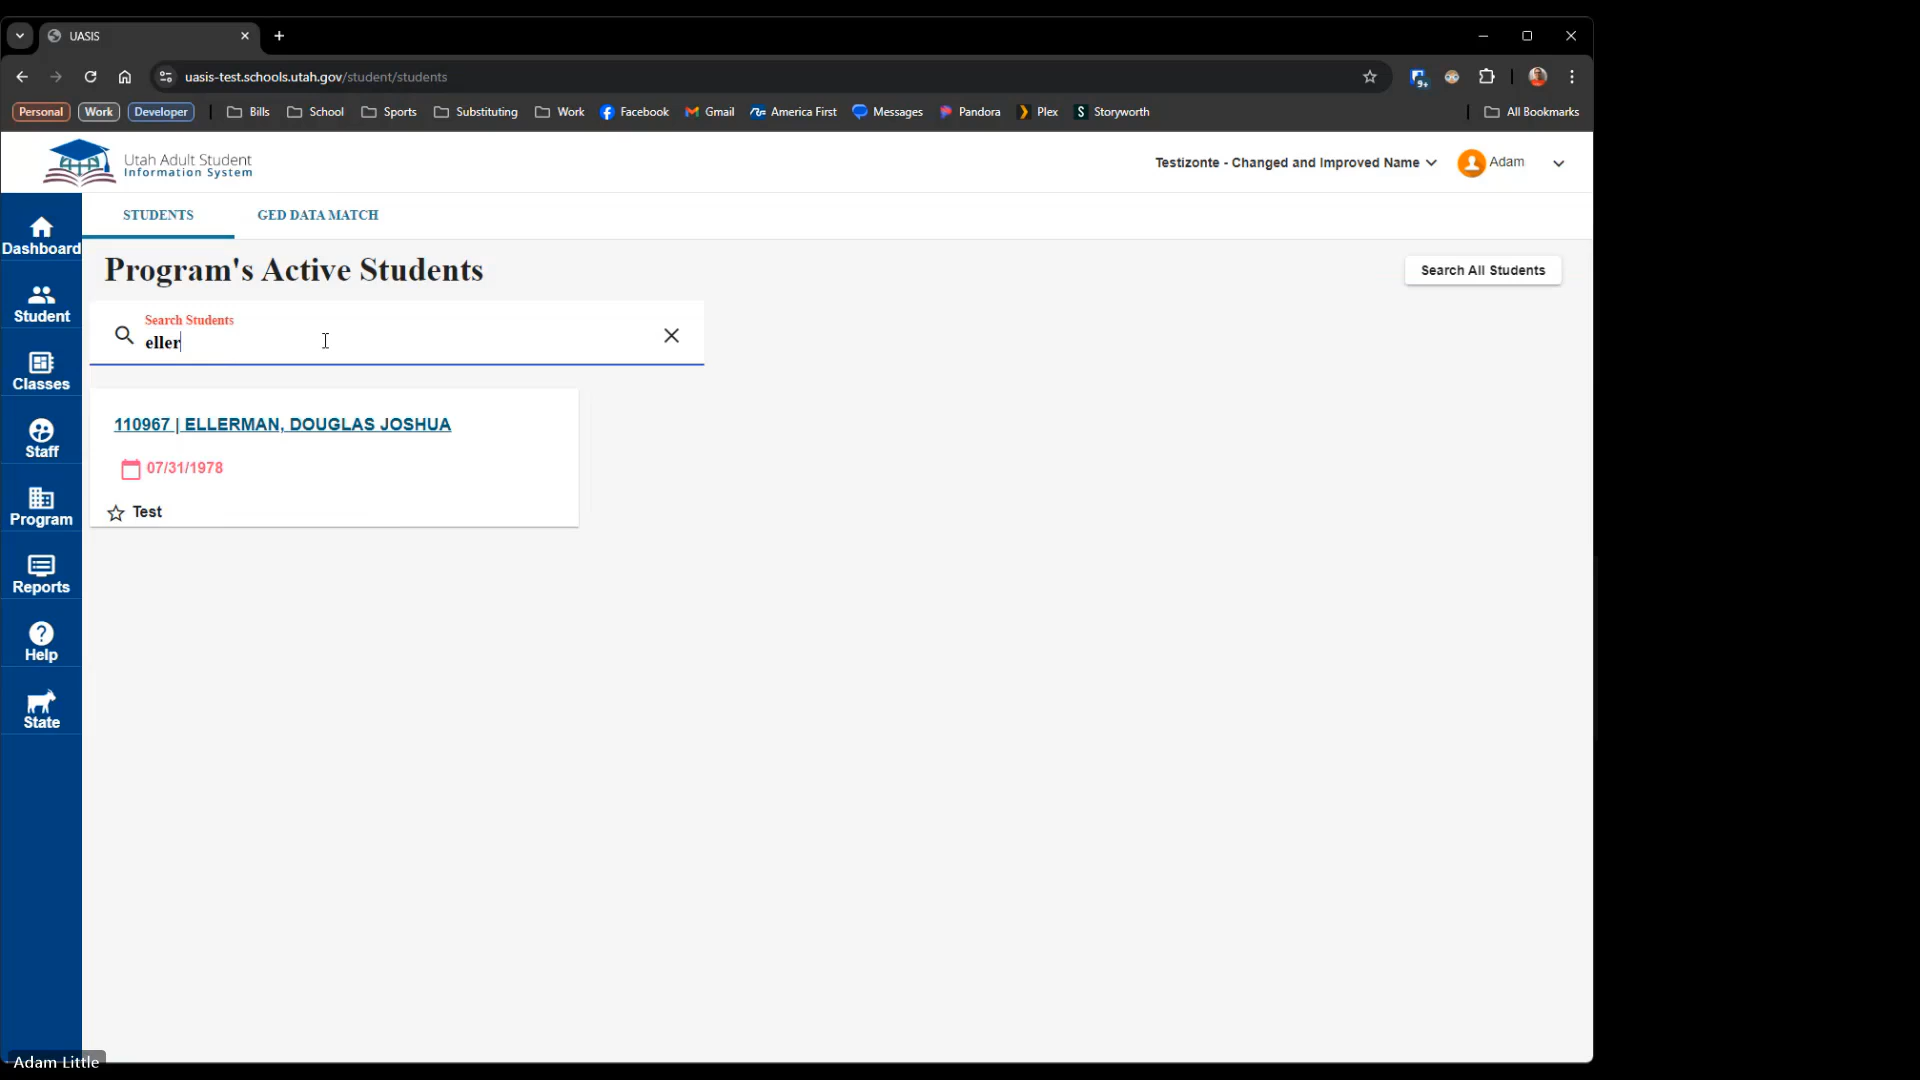 UASIS
uasis-test.schools.utah.gov/student/students
9+
Personal Work Developer Bills School Sports Substituting Work Facebook Gmail America First Messages Pandora Plex Storyworth All Bookmarks
Utah Adult Student
Information System
Testizonte - Changed and Improved Name
Adam
Dashboard
Student
Classes
Staff
Program
Reports
Help
State
STUDENTS
GED DATA MATCH
Program's Active Students
Search All Students
Search Students
eller
110967 | ELLERMAN, DOUGLAS JOSHUA
07/31/1978
Test
Adam Little